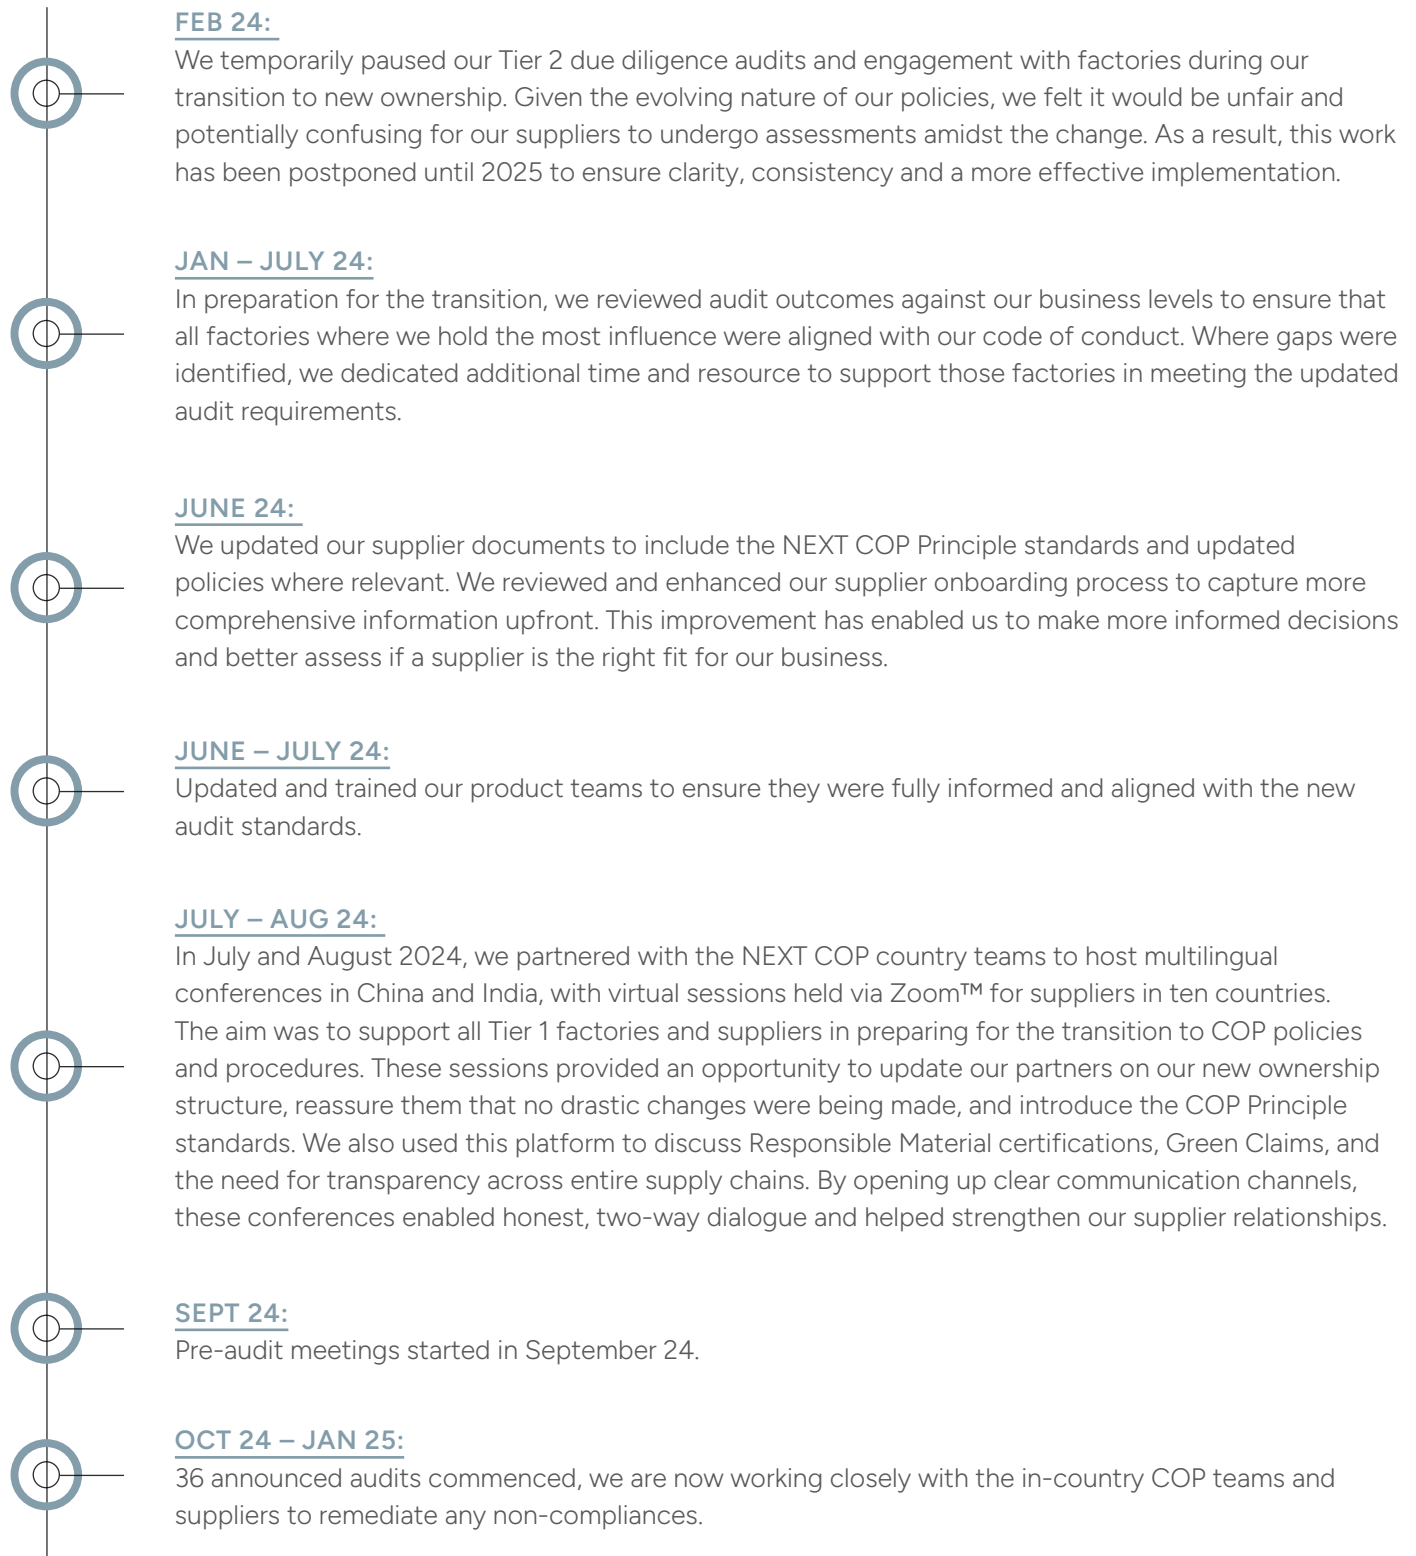 FEB 24:
We temporarily paused our Tier 2 due diligence audits and engagement with factories during our
transition to new ownership. Given the evolving nature of our policies, we felt it would be unfair and
potentially confusing for our suppliers to undergo assessments amidst the change. As a result, this work
has been postponed until 2025 to ensure clarity, consistency and a more effective implementation.
JAN – JULY 24:
In preparation for the transition, we reviewed audit outcomes against our business levels to ensure that
all factories where we hold the most influence were aligned with our code of conduct. Where gaps were
identified, we dedicated additional time and resource to support those factories in meeting the updated
audit requirements.
JUNE 24:
We updated our supplier documents to include the NEXT COP Principle standards and updated
policies where relevant. We reviewed and enhanced our supplier onboarding process to capture more
comprehensive information upfront. This improvement has enabled us to make more informed decisions
and better assess if a supplier is the right fit for our business.
JUNE – JULY 24:
Updated and trained our product teams to ensure they were fully informed and aligned with the new
audit standards.
JULY – AUG 24:
In July and August 2024, we partnered with the NEXT COP country teams to host multilingual
conferences in China and India, with virtual sessions held via Zoom™ for suppliers in ten countries.
The aim was to support all Tier 1 factories and suppliers in preparing for the transition to COP policies
and procedures. These sessions provided an opportunity to update our partners on our new ownership
structure, reassure them that no drastic changes were being made, and introduce the COP Principle
standards. We also used this platform to discuss Responsible Material certifications, Green Claims, and
the need for transparency across entire supply chains. By opening up clear communication channels,
these conferences enabled honest, two-way dialogue and helped strengthen our supplier relationships.
SEPT 24:
Pre-audit meetings started in September 24.
OCT 24 – JAN 25:
36 announced audits commenced, we are now working closely with the in-country COP teams and
suppliers to remediate any non-compliances.